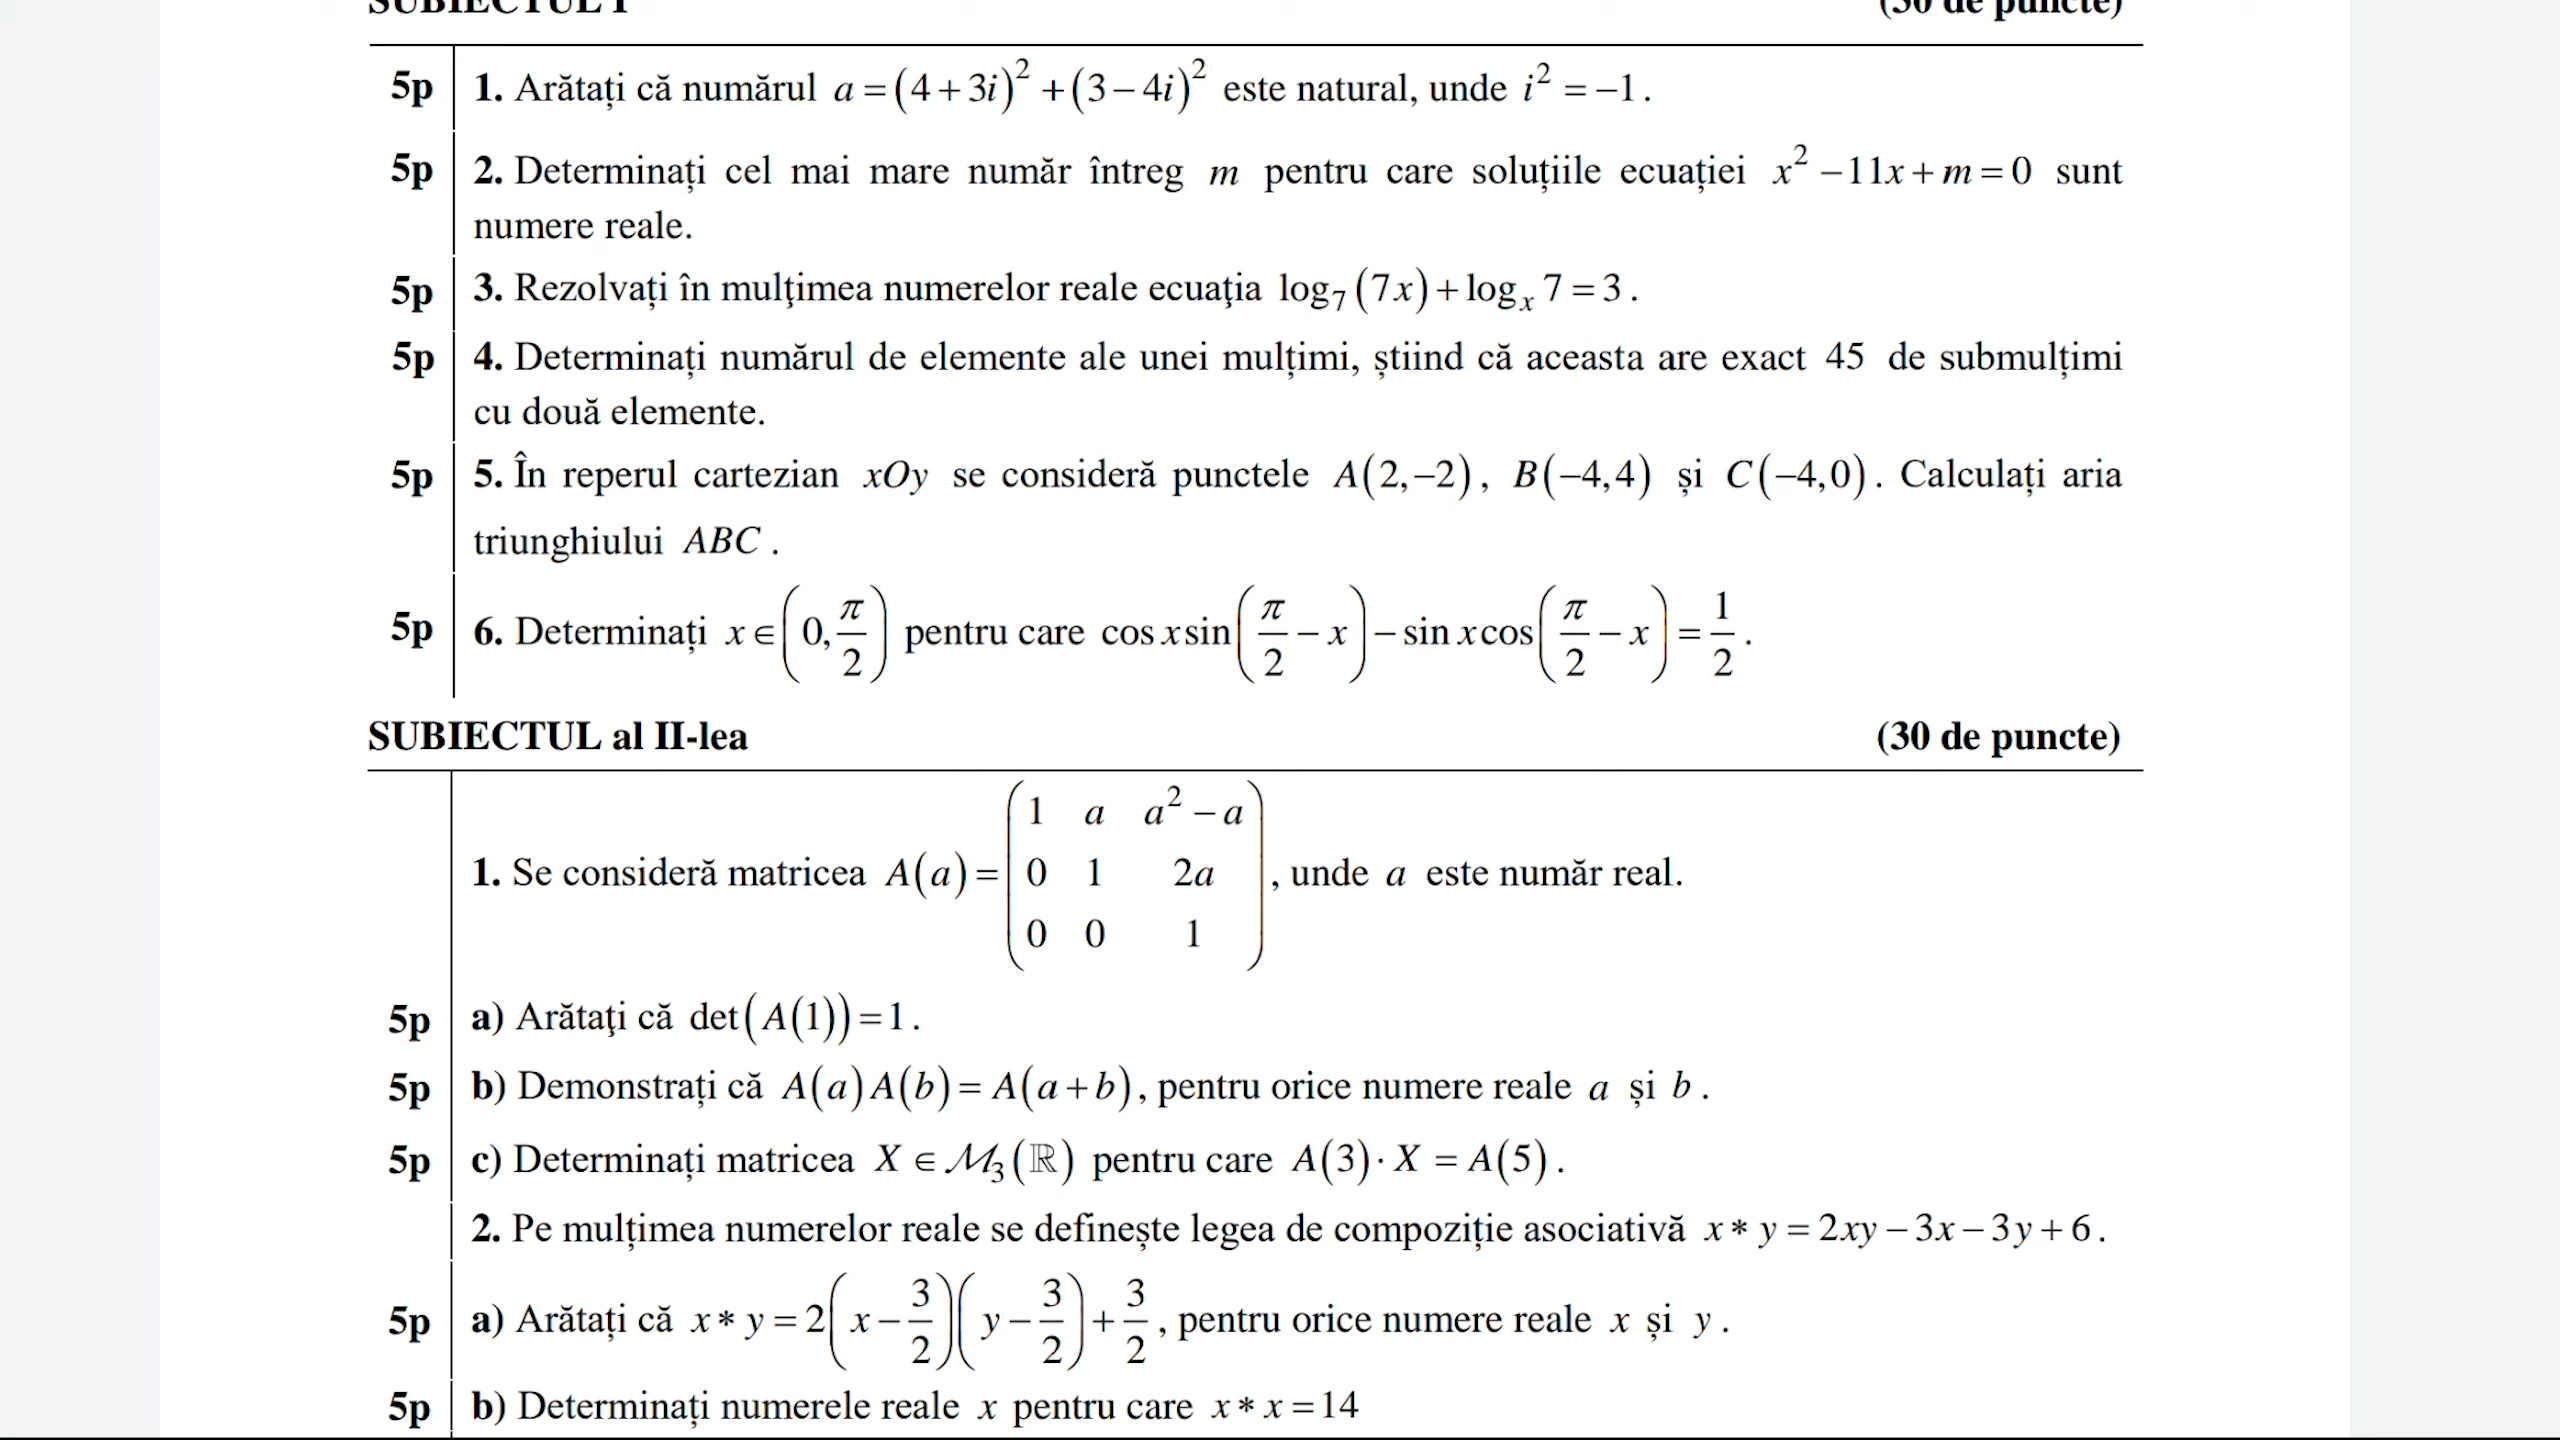 SUBIECTUL I (30 de puncte)
5p 1. Arătați că numărul a = (4 + 3i)² + (3 − 4i)² este natural, unde i² = −1.
5p 2. Determinați cel mai mare număr întreg m pentru care soluțiile ecuației x² − 11x + m = 0 sunt
numere reale.
5p 3. Rezolvați în mulţimea numerelor reale ecuaţia log₇(7x) + logₓ 7 = 3.
5p 4. Determinați numărul de elemente ale unei mulțimi, știind că aceasta are exact 45 de submulțimi
cu două elemente.
5p 5. În reperul cartezian xOy se consideră punctele A(2,−2), B(−4,4) și C(−4,0). Calculați aria
triunghiului ABC.
5p 6. Determinați x ∈ (0, π/2) pentru care cos x sin(π/2 − x) − sin x cos(π/2 − x) = 1/2.
SUBIECTUL al II-lea (30 de puncte)
1 a a² − a
1. Se consideră matricea A(a) = 0 1 2a , unde a este număr real.
0 0 1
5p a) Arătaţi că det(A(1)) = 1.
5p b) Demonstrați că A(a)A(b) = A(a + b), pentru orice numere reale a și b.
5p c) Determinați matricea X ∈ ℳ₃(ℝ) pentru care A(3) · X = A(5).
2. Pe mulțimea numerelor reale se definește legea de compoziție asociativă x * y = 2xy − 3x − 3y + 6.
5p a) Arătați că x * y = 2(x − 3/2)(y − 3/2) + 3/2, pentru orice numere reale x și y.
5p b) Determinați numerele reale x pentru care x * x = 14